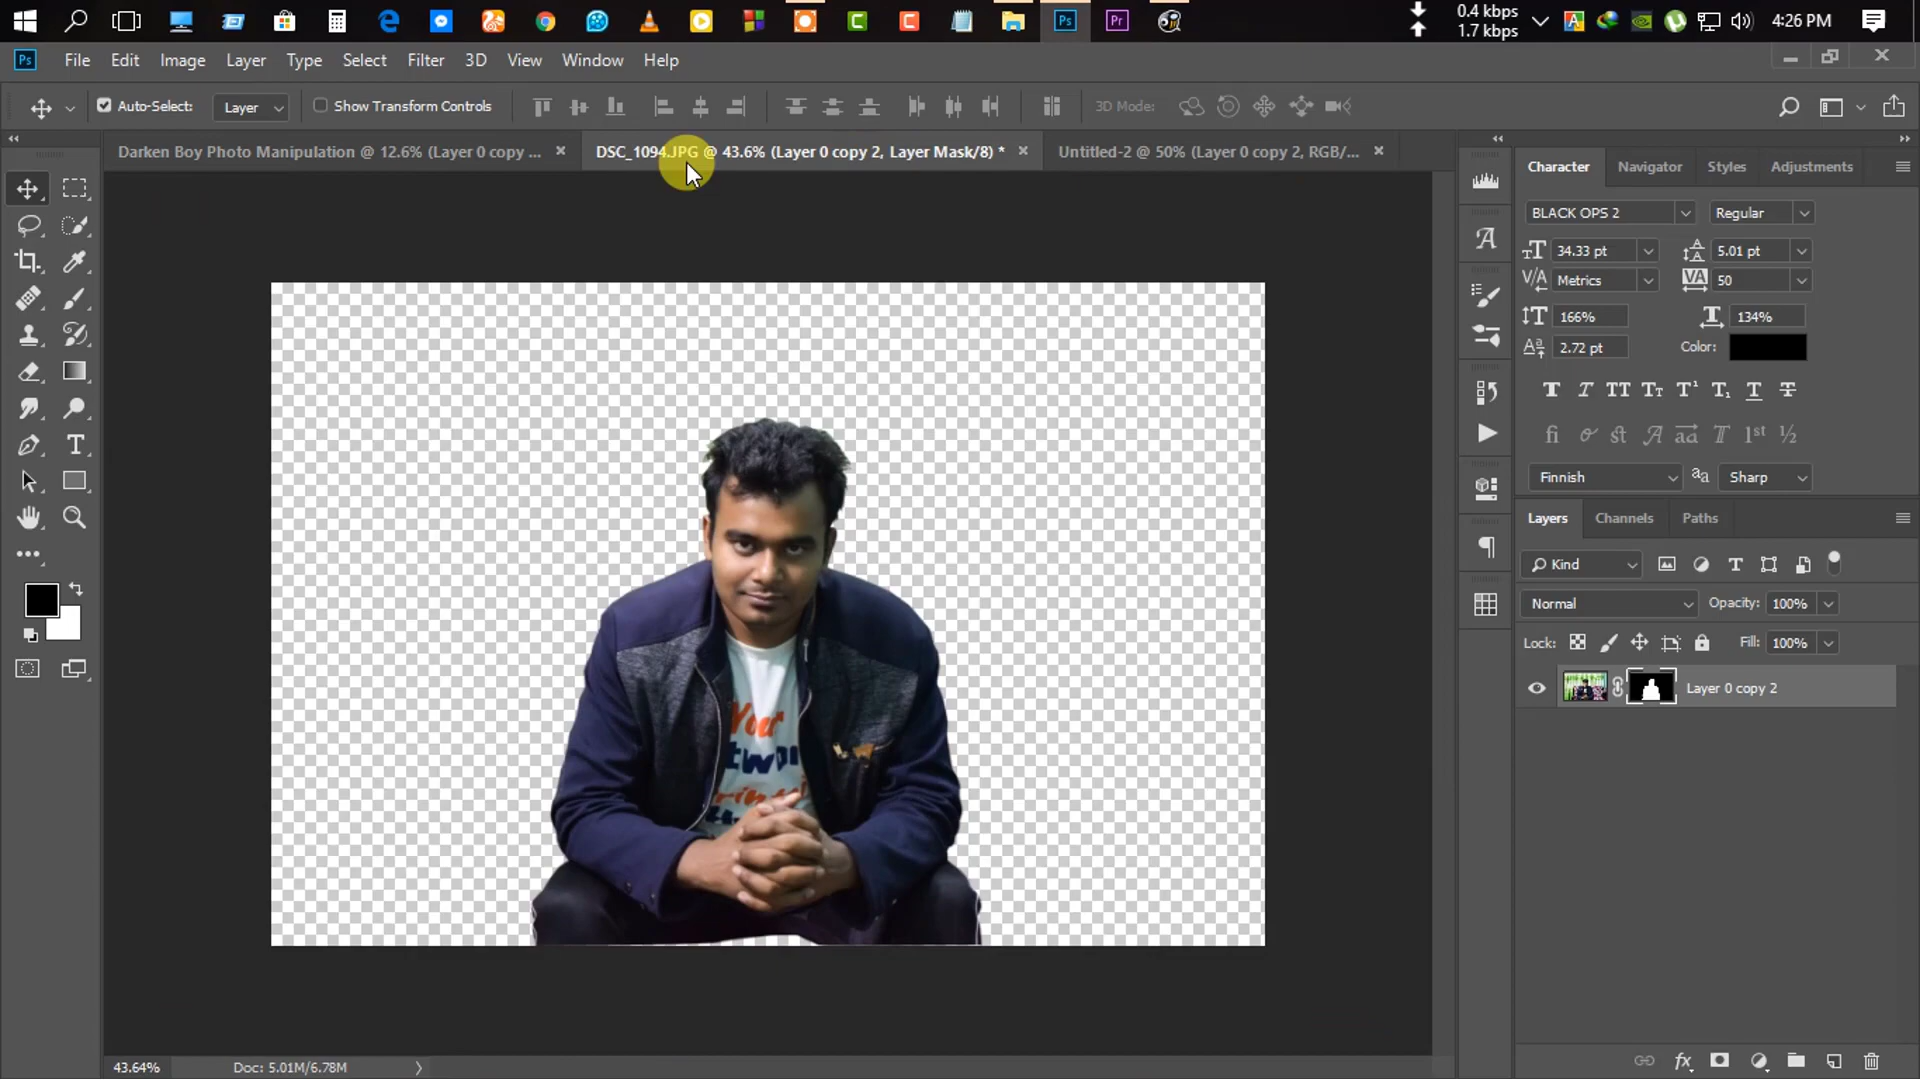 0.4 kbps
1.7 kbps
4:26 PM
Ps
Pr
Ps File Edit Image Layer Type Select Filter 3D View Window Help
Auto-Select: Layer Show Transform Controls 3D Mode:
Darken Boy Photo Manipulation @ 12.6% (Layer 0 copy ...
DSC_1094.JPG @ 43.6% (Layer 0 copy 2, Layer Mask/8) *
Untitled-2 @ 50% (Layer 0 copy 2, RGB/...
Character Navigator Styles Adjustments
BLACK OPS 2 Regular
34.33 pt 5.01 pt
Metrics 50
166% 134%
2.72 pt Color:
Finnish Sharp
Layers Channels Paths
Kind
Normal Opacity: 100%
Lock: Fill: 100%
Layer 0 copy 2
Your
43.64% Doc: 5.01M/6.78M